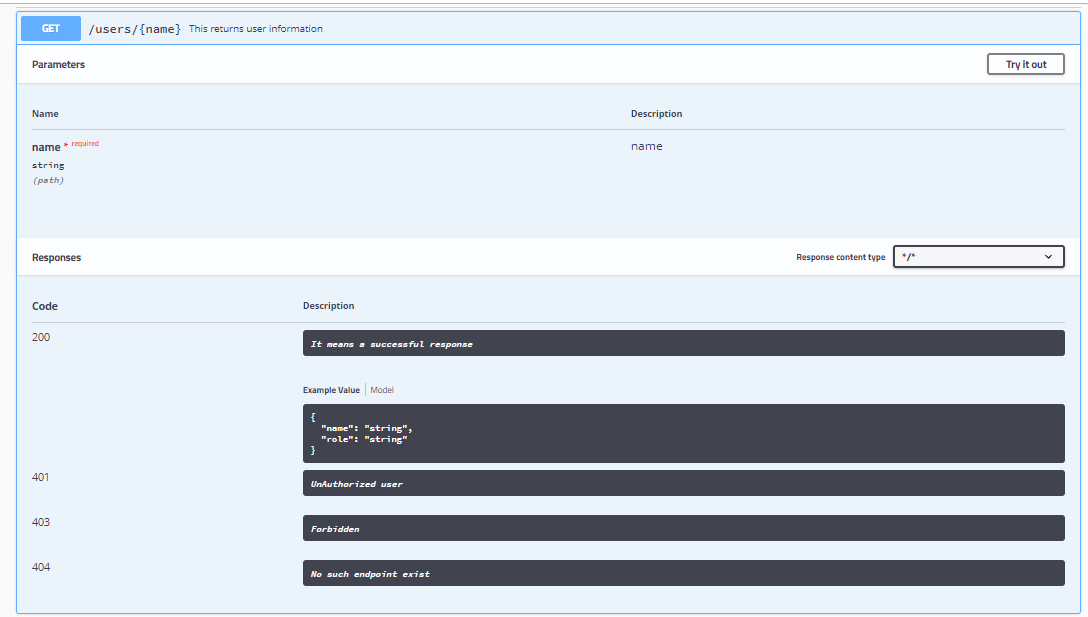 GET /users/{name} This returns user information
Parameters Try it out
Name Description
name * required name
string
(path)
Responses Response content type */*
Code Description
200 It means a successful response
Example Value Model
{
"name": "string",
"role": "string"
}
401 UnAuthorized user
403 Forbidden
404 No such endpoint exist